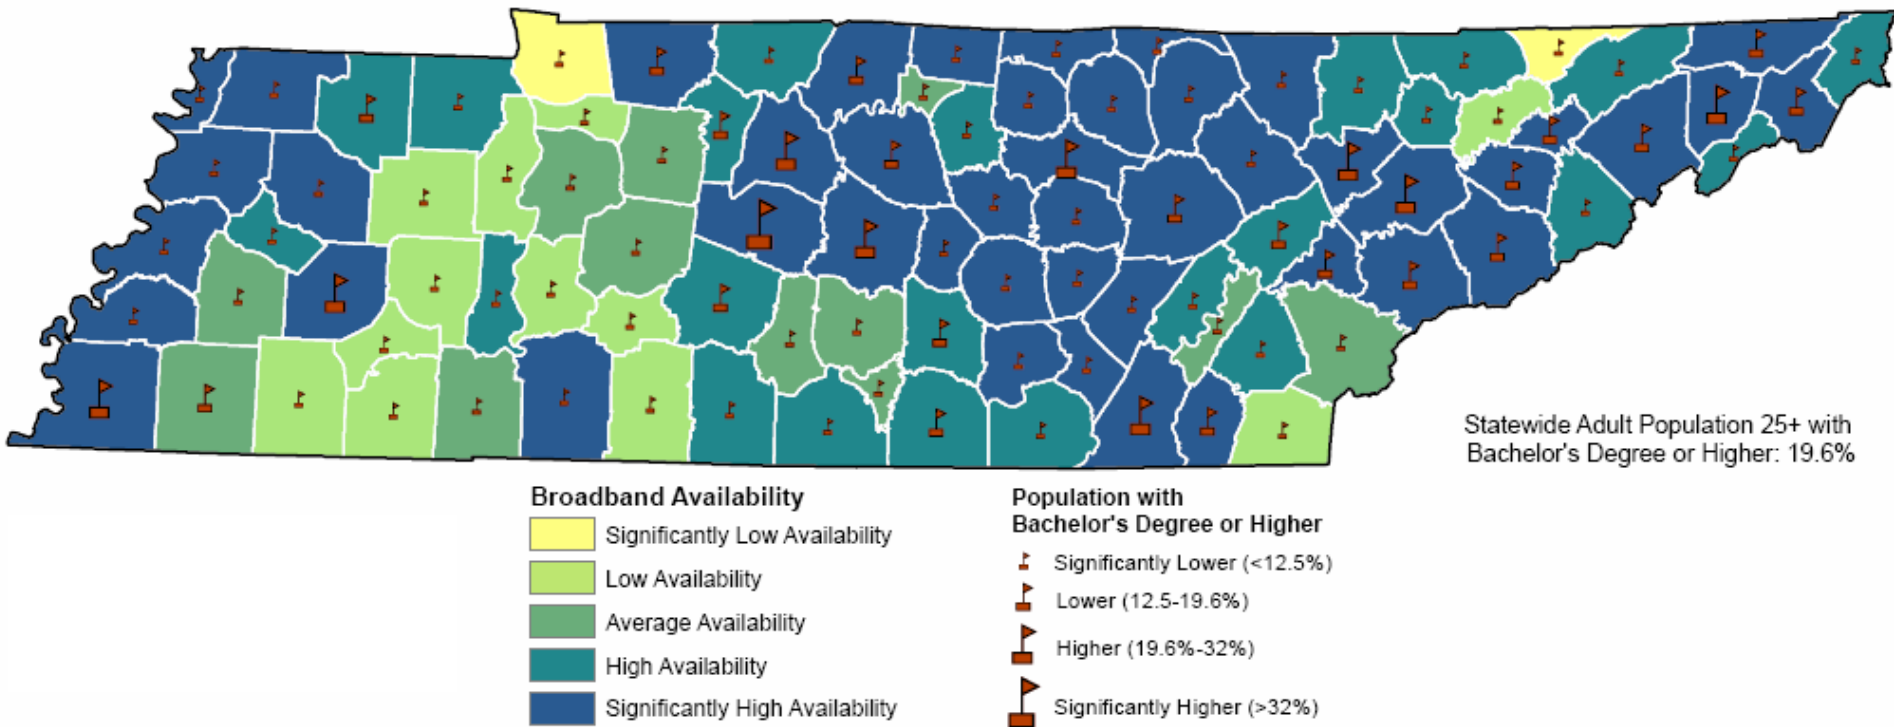 Statewide Adult Population 25+ with
Bachelor's Degree or Higher: 19.6%
Broadband Availability
Significantly Low Availability
Low Availability
Average Availability
High Availability
Significantly High Availability
Population with
Bachelor's Degree or Higher
Significantly Lower (<12.5%)
Lower (12.5-19.6%)
Higher (19.6%-32%)
Significantly Higher (>32%)